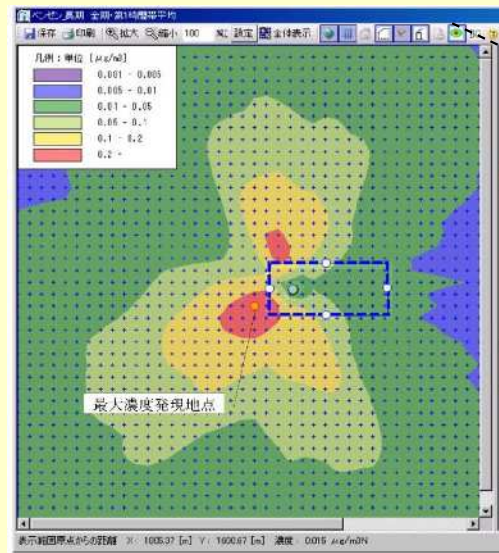 ベンゼン_長期 全期・第1時間帯平均
保存 印刷 拡大 縮小 100 % 設定 全体表示
凡例：単位 [μg/m3]
0.001 - 0.005
0.005 - 0.01
0.01 - 0.05
0.05 - 0.1
0.1 - 0.2
0.2 -
最大濃度発現地点
表示範囲原点からの距離 X: 1005.37 [m] Y: 1600.67 [m] 濃度: 0.015 μg/m3N